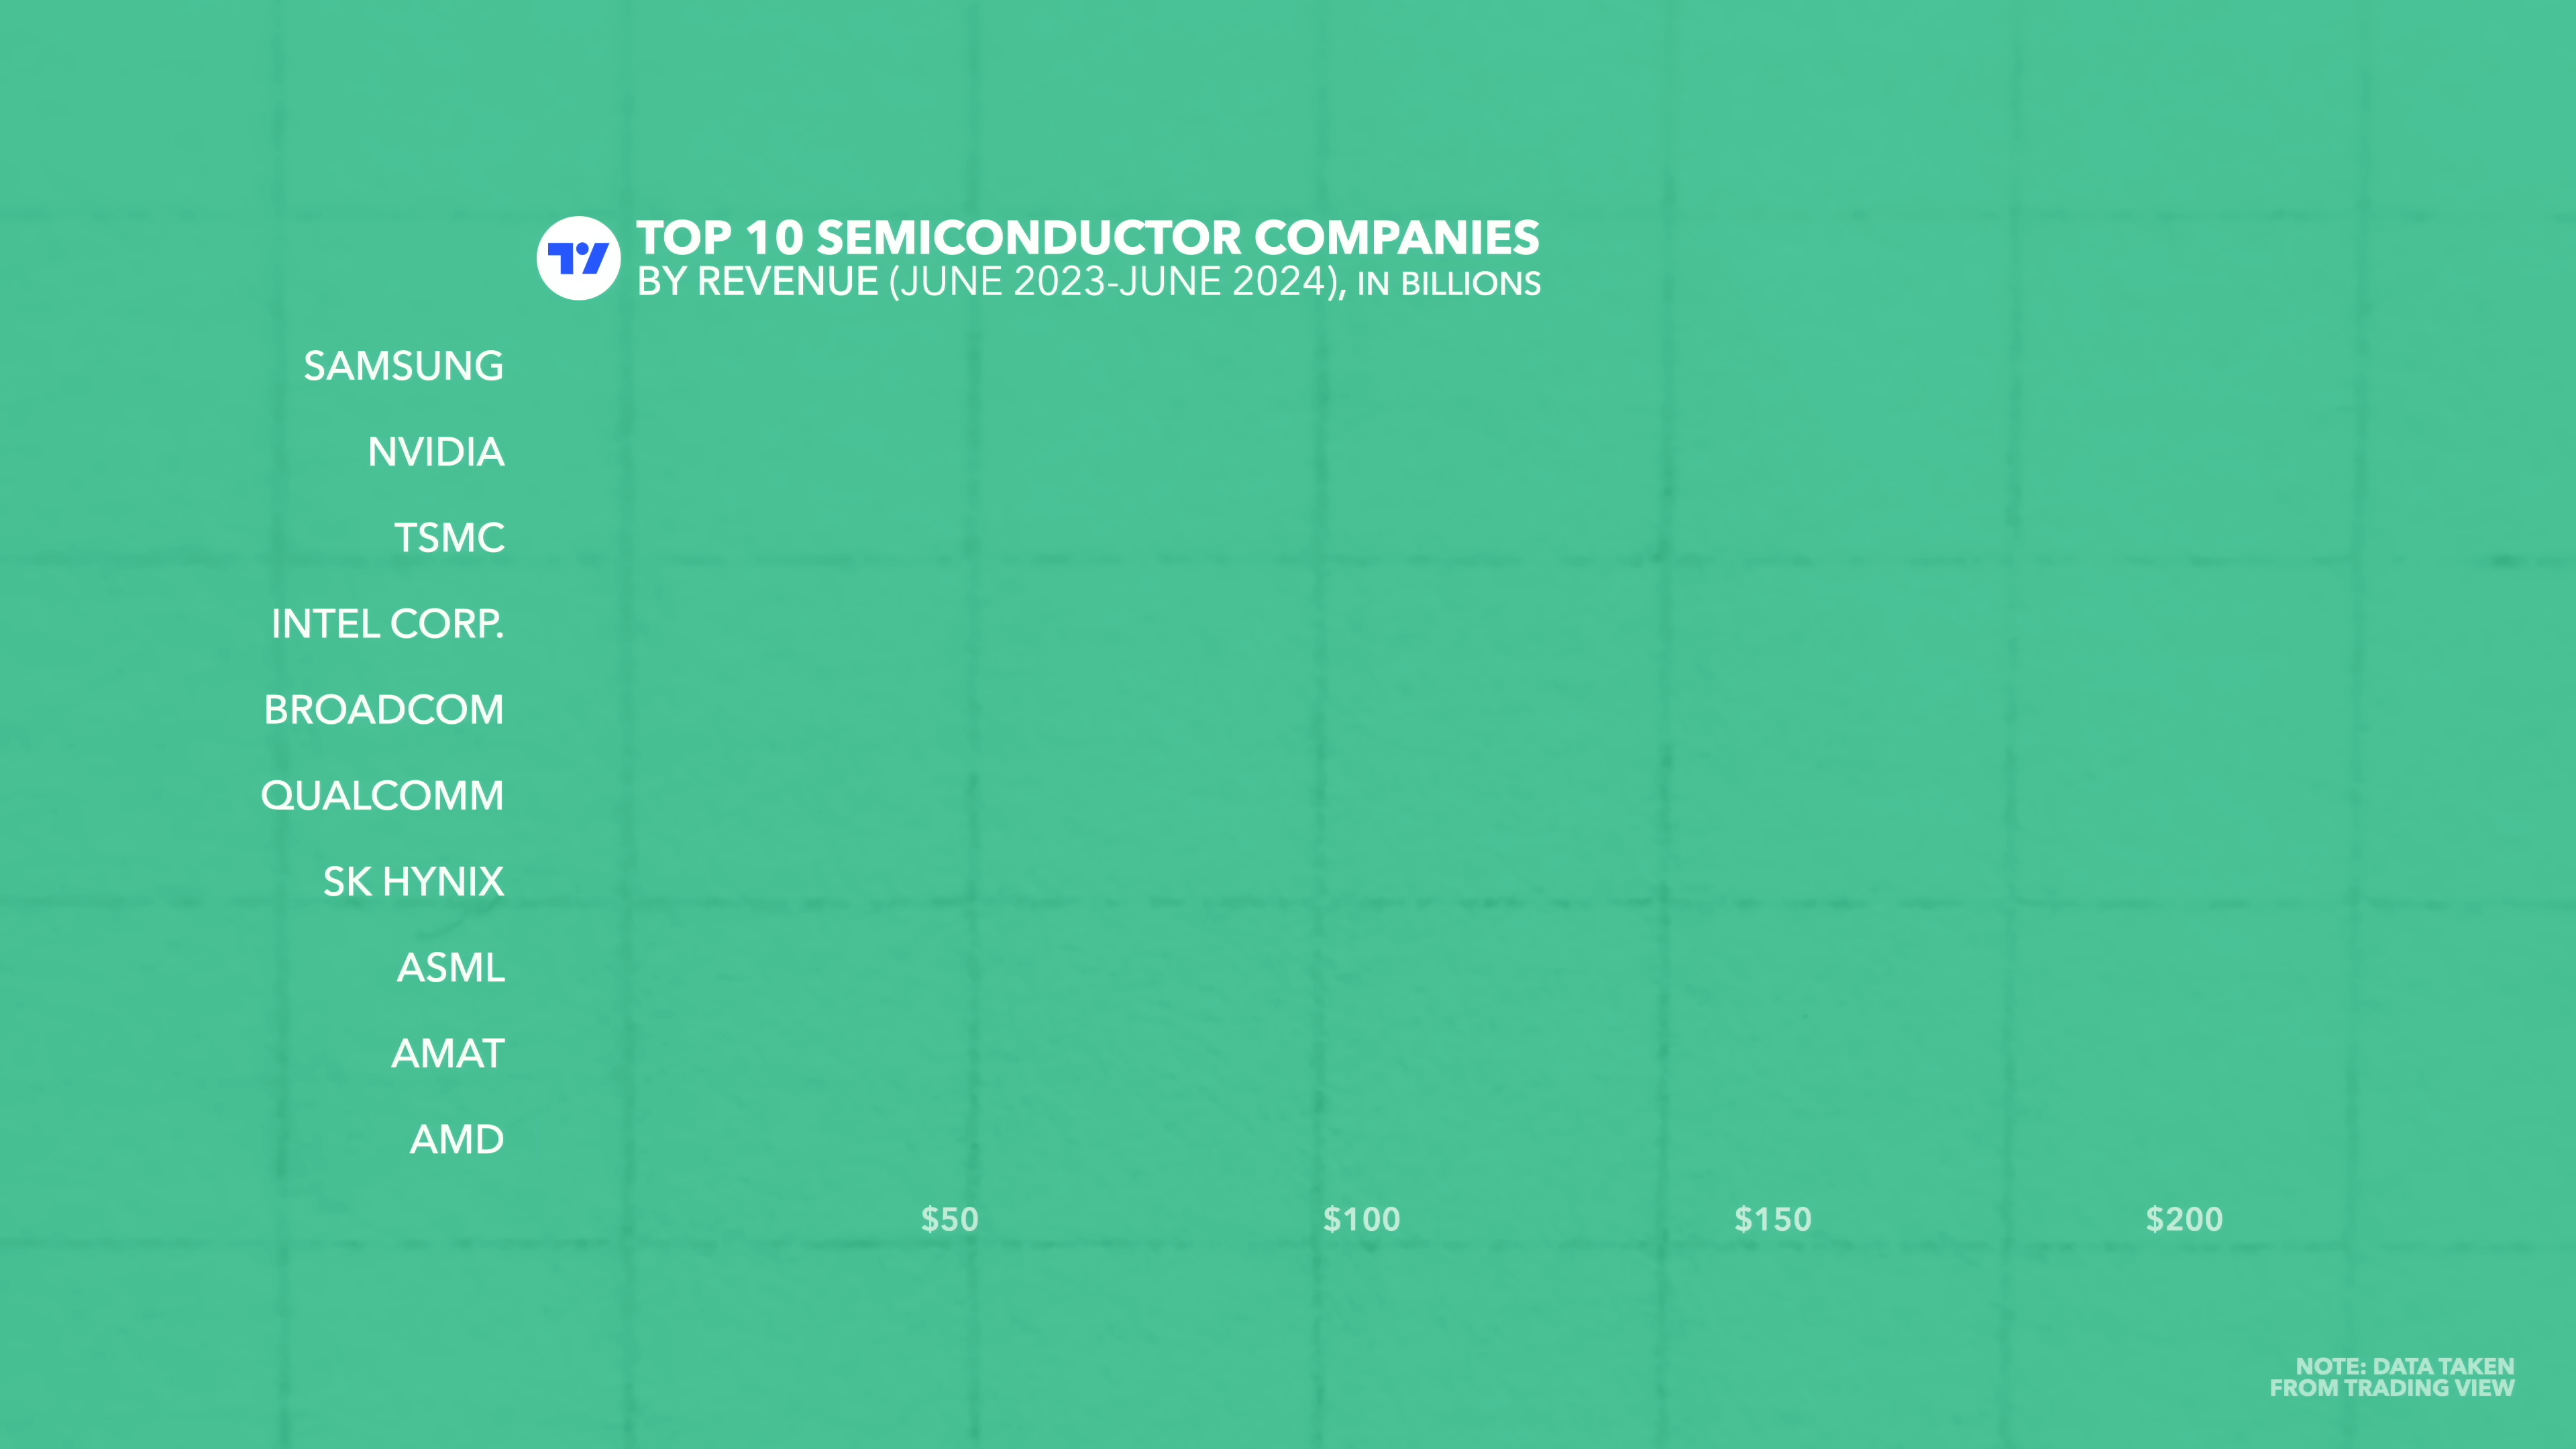 TOP 10 SEMICONDUCTOR COMPANIES
BY REVENUE (JUNE 2023-JUNE 2024), IN BILLIONS
SAMSUNG
NVIDIA
TSMC
INTEL CORP.
BROADCOM
QUALCOMM
SK HYNIX
ASML
AMAT
AMD
$50 $100 $150 $200
NOTE: DATA TAKEN
FROM TRADING VIEW